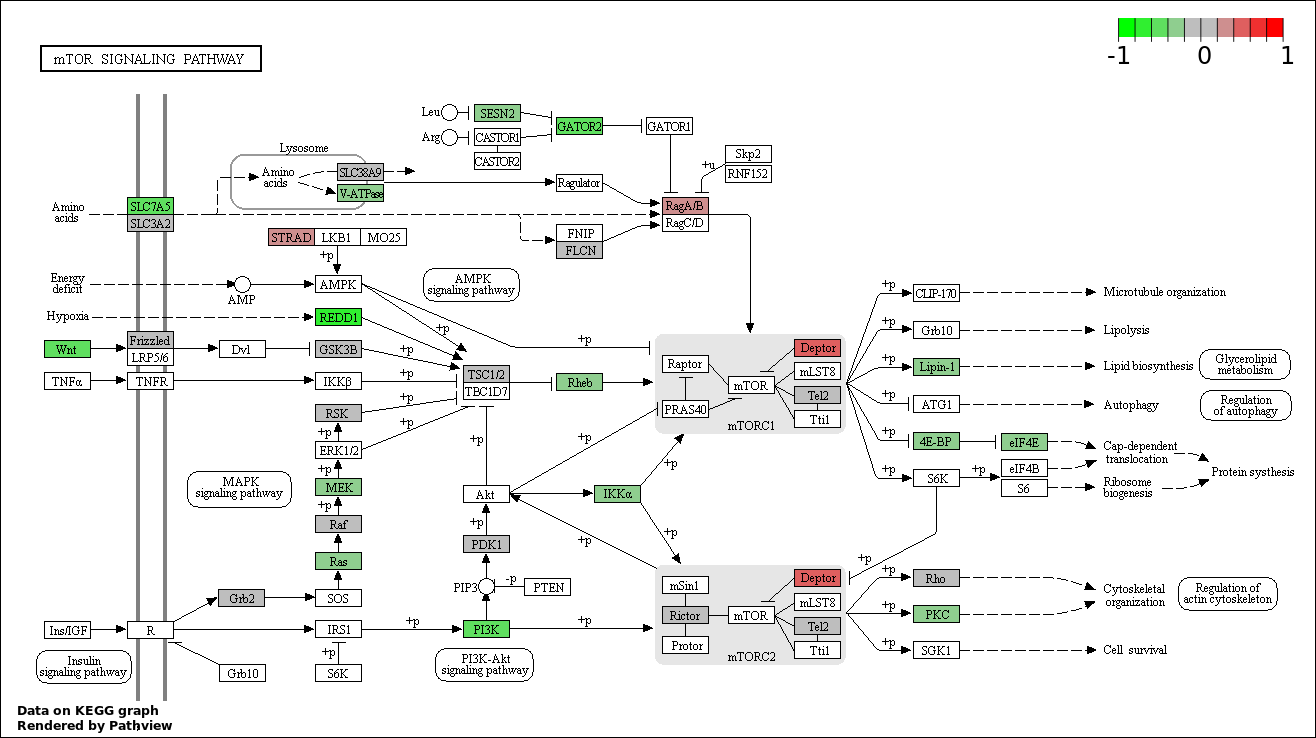 -1 0 1
mTOR SIGNALING PATHWAY
Leu
SESN2
GATOR2
GATOR1
Arg
CASTOR1
CASTOR2
Skp2
RNF152
+u
Lysosome
Amino
acids
SLC38A9
V-ATPase
Ragulator
Amino
acids
SLC7A5
SLC3A2
RagA/B
RagC/D
FNIP
FLCN
STRAD
LKB1
MO25
+p
Energy
deficit
AMP
AMPK
AMPK
signaling pathway
Hypoxia
REDD1
+p
+p
Wnt
Frizzled
LRP5/6
Dvl
GSK3B
+p
TNFα
TNFR
IKKβ
+p
TSC1/2
TBC1D7
Rheb
RSK
+p
+p
ERK1/2
+p
+p
MEK
+p
Raf
Ras
MAPK
signaling pathway
Raptor
PRAS40
mTOR
Deptor
mLST8
Tel2
Tti1
mTORC1
+p
CLIP-170
Microtubule organization
+p
Grb10
Lipolysis
+p
Lipin-1
Lipid biosynthesis
Glycerolipid
metabolism
+p
ATG1
Autophagy
Regulation
of autophagy
+p
4E-BP
eIF4E
Cap-dependent
translocation
+p
S6K
+p
eIF4B
S6
Ribosome
biogenesis
Protein systhesis
+p
Akt
+p
IKKα
+p
+p
+p
+p
PDK1
PIP3
-p
PTEN
Grb2
SOS
Ins/IGF
R
IRS1
+p
PI3K
+p
+p
S6K
Grb10
Insulin
signaling pathway
PI3K-Akt
signaling pathway
mSin1
Rictor
Protor
mTOR
Deptor
mLST8
Tel2
Tti1
mTORC2
+p
+p
Rho
+p
PKC
+p
SGK1
Cytoskeletal
organization
Regulation of
actin cytoskeleton
Cell survival
Data on KEGG graph
Rendered by Pathview